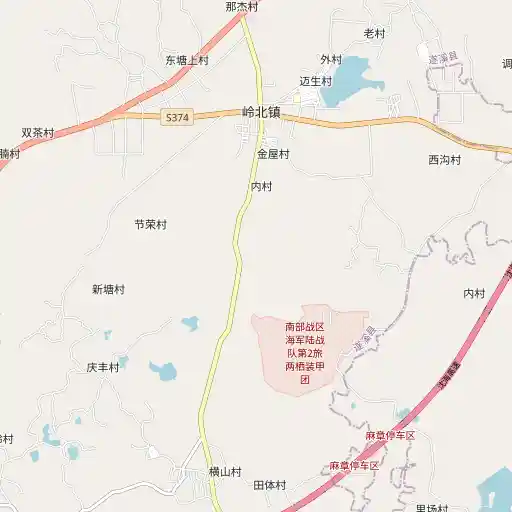 那杰村
老村
东塘上村
外村
遂溪县
调
迈生村
岭北镇
S374
双茶村
腩村
金屋村
西沟村
内村
节荣村
新塘村
内村
南部战区
海军陆战
队第2旅
两栖装甲
团
遂溪县
庆丰村
沈海高速
麻章停车区
麻章停车区
村
横山村
田体村
里场村